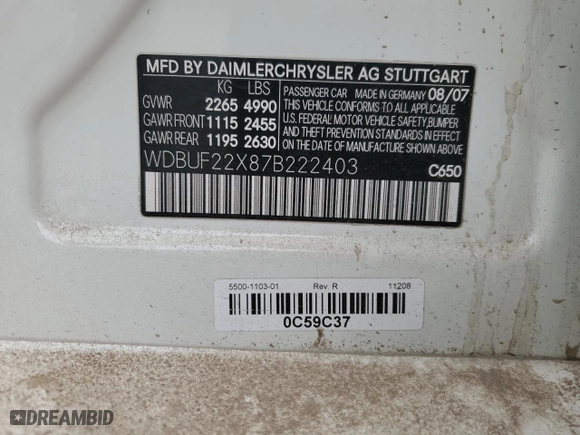 MFD BY DAIMLERCHRYSLER AG STUTTGART
KG LBS
GVWR 2265 4990
GAWR FRONT 1115 2455
GAWR REAR 1195 2630
PASSENGER CAR MADE IN GERMANY 08/07
THIS VEHICLE CONFORMS TO ALL APPLICABLE
U.S. FEDERAL MOTOR VEHICLE SAFETY, BUMPER
AND THEFT PREVENTION STANDARDS IN EFFECT
ON THE DATE OF MANUFACTURE SHOWN ABOVE.
WDBUF22X87B222403
C650
5500-1103-01 Rev. R 11208
0C59C37
DREAMBID